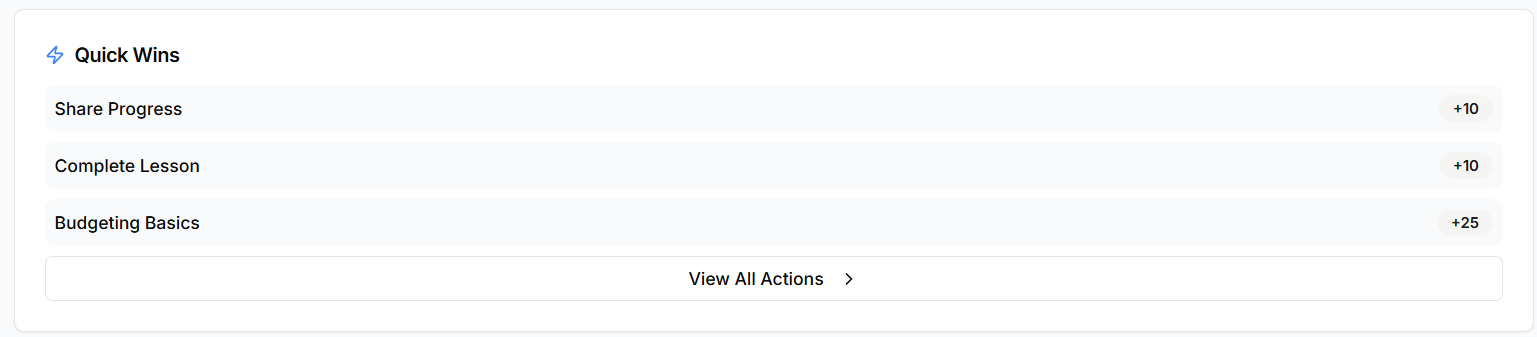 Quick Wins
Share Progress +10
Complete Lesson +10
Budgeting Basics +25
View All Actions